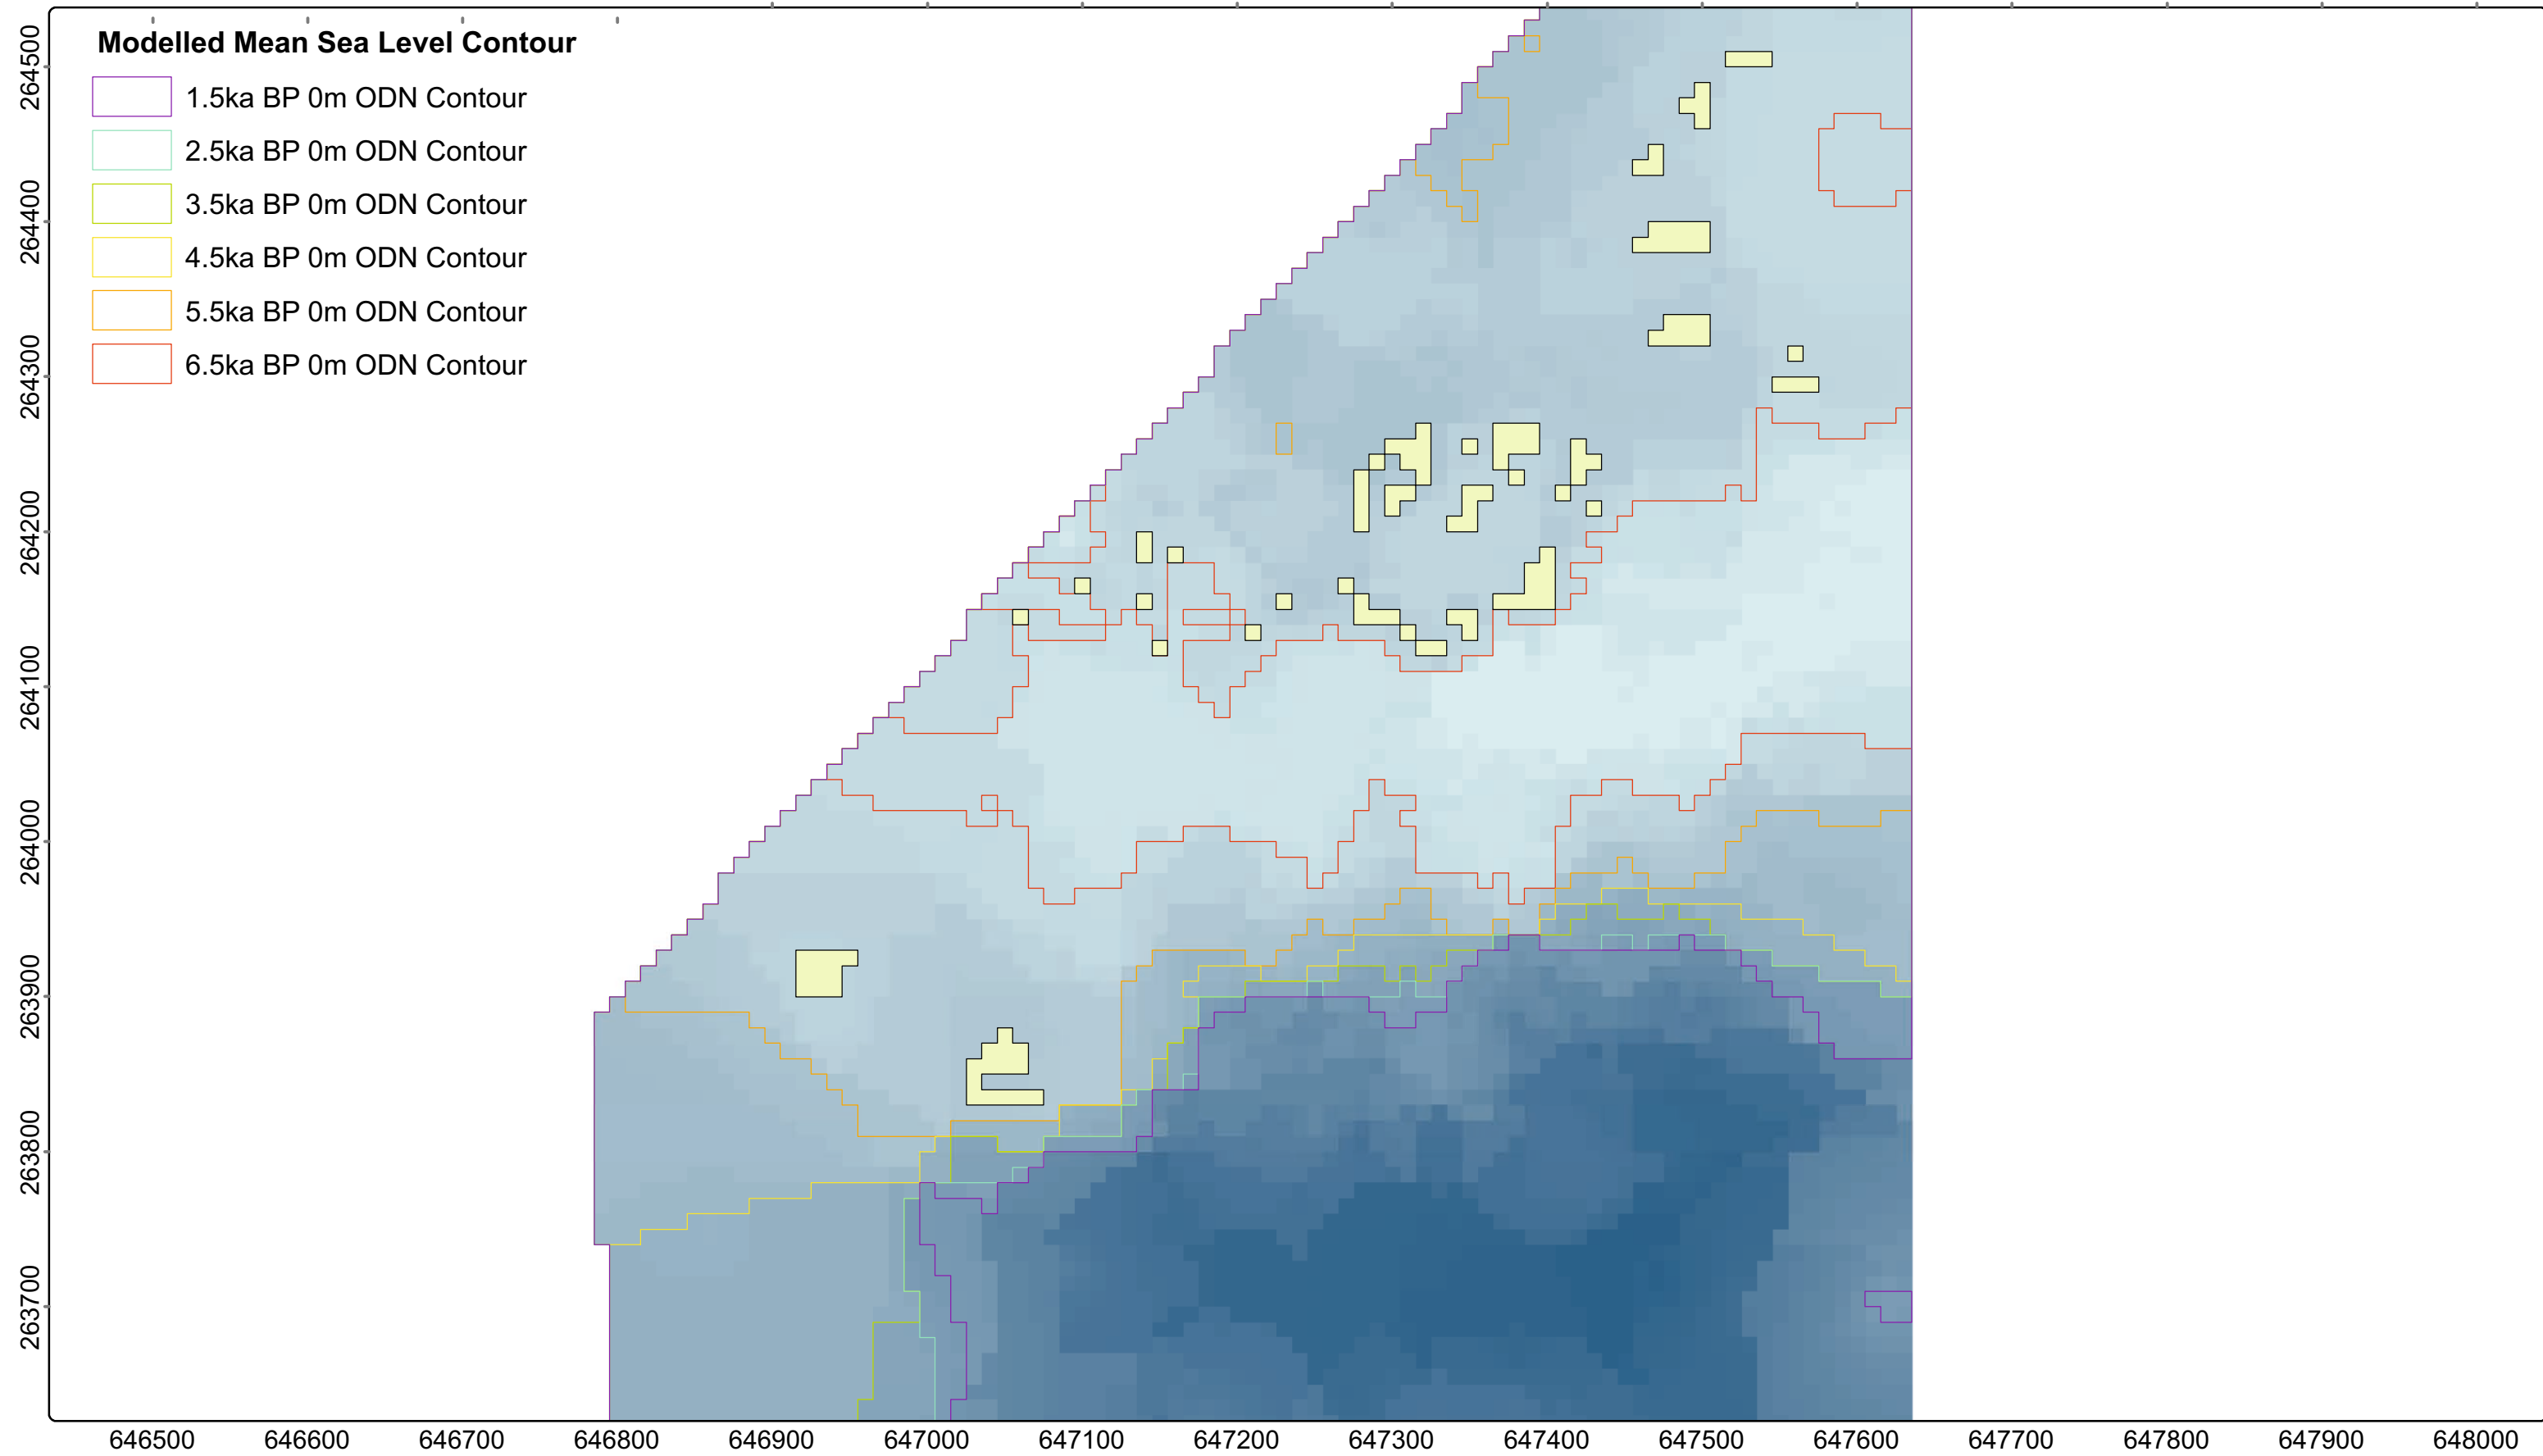 Modelled Mean Sea Level Contour
1.5ka BP 0m ODN Contour
2.5ka BP 0m ODN Contour
3.5ka BP 0m ODN Contour
4.5ka BP 0m ODN Contour
5.5ka BP 0m ODN Contour
6.5ka BP 0m ODN Contour
264500
264400
264300
264200
264100
264000
263900
263800
263700
646500 646600 646700 646800 646900 647000 647100 647200 647300 647400 647500 647600 647700 647800 647900 648000